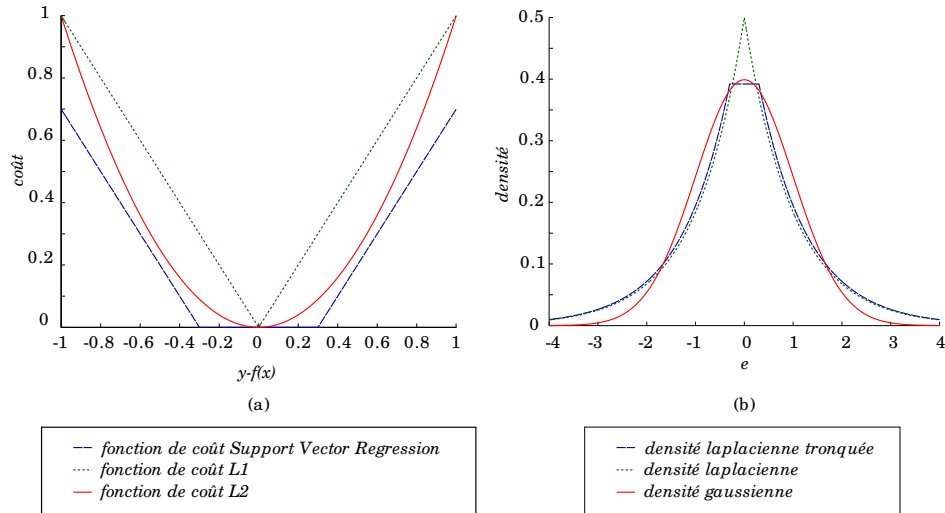 1
0.8
0.6
0.4
0.2
0
coût
-1 -0.8 -0.6 -0.4 -0.2 0 0.2 0.4 0.6 0.8 1
y-f(x)
(a)
fonction de coût Support Vector Regression
fonction de coût L1
fonction de coût L2
0.5
0.4
0.3
0.2
0.1
0
densité
-4 -3 -2 -1 0 1 2 3 4
e
(b)
densité laplacienne tronquée
densité laplacienne
densité gaussienne